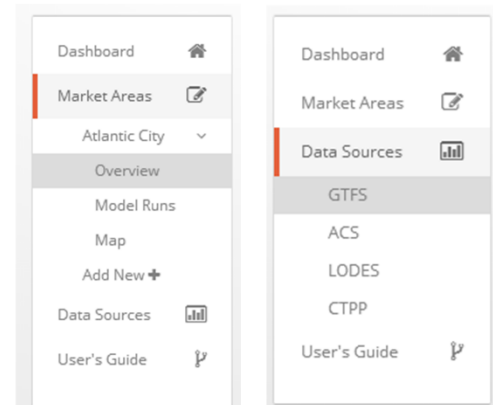 Dashboard
Market Areas
Atlantic City
Overview
Model Runs
Map
Add New
Data Sources
User's Guide
Dashboard
Market Areas
Data Sources
GTFS
ACS
LODES
CTPP
User's Guide